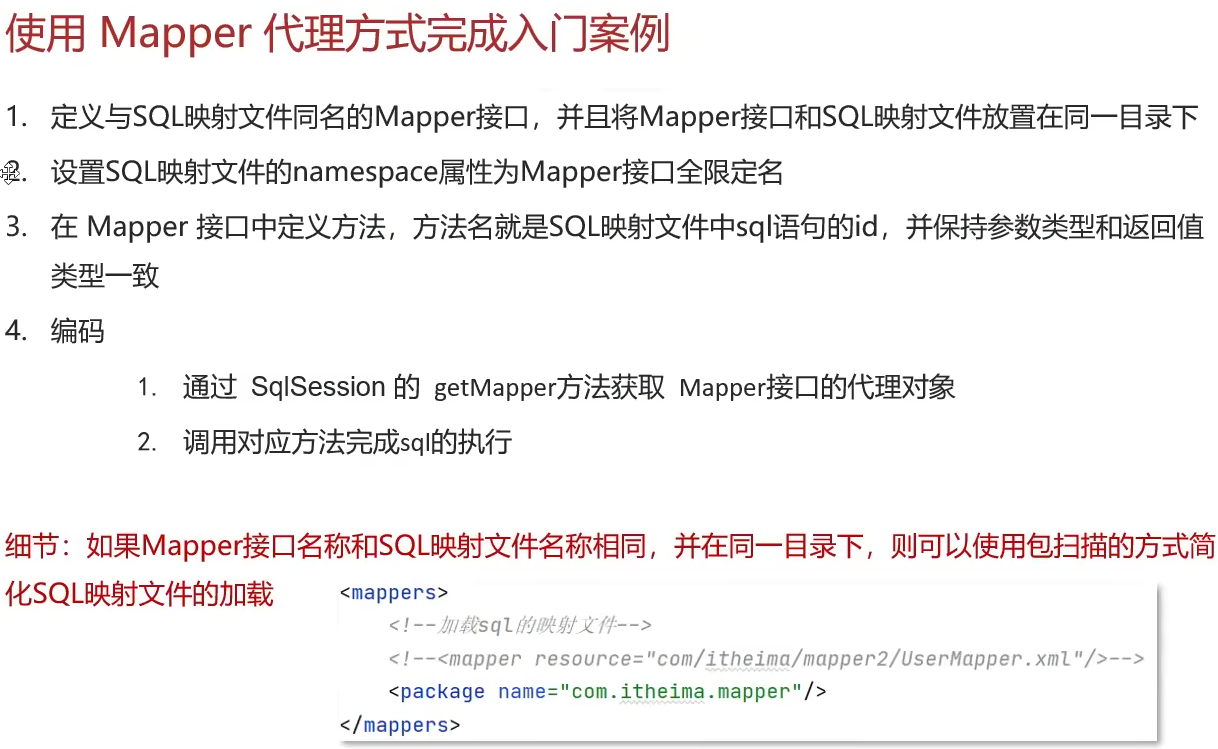 使用 Mapper 代理方式完成入门案例
1. 定义与SQL映射文件同名的Mapper接口，并且将Mapper接口和SQL映射文件放置在同一目录下
2. 设置SQL映射文件的namespace属性为Mapper接口全限定名
3. 在 Mapper 接口中定义方法，方法名就是SQL映射文件中sql语句的id，并保持参数类型和返回值
类型一致
4. 编码
1. 通过 SqlSession 的 getMapper方法获取 Mapper接口的代理对象
2. 调用对应方法完成sql的执行
细节：如果Mapper接口名称和SQL映射文件名称相同，并在同一目录下，则可以使用包扫描的方式简
化SQL映射文件的加载
<mappers>
<!--加载sql的映射文件-->
<!--<mapper resource="com/itheima/mapper2/UserMapper.xml"/>-->
<package name="com.itheima.mapper"/>
</mappers>